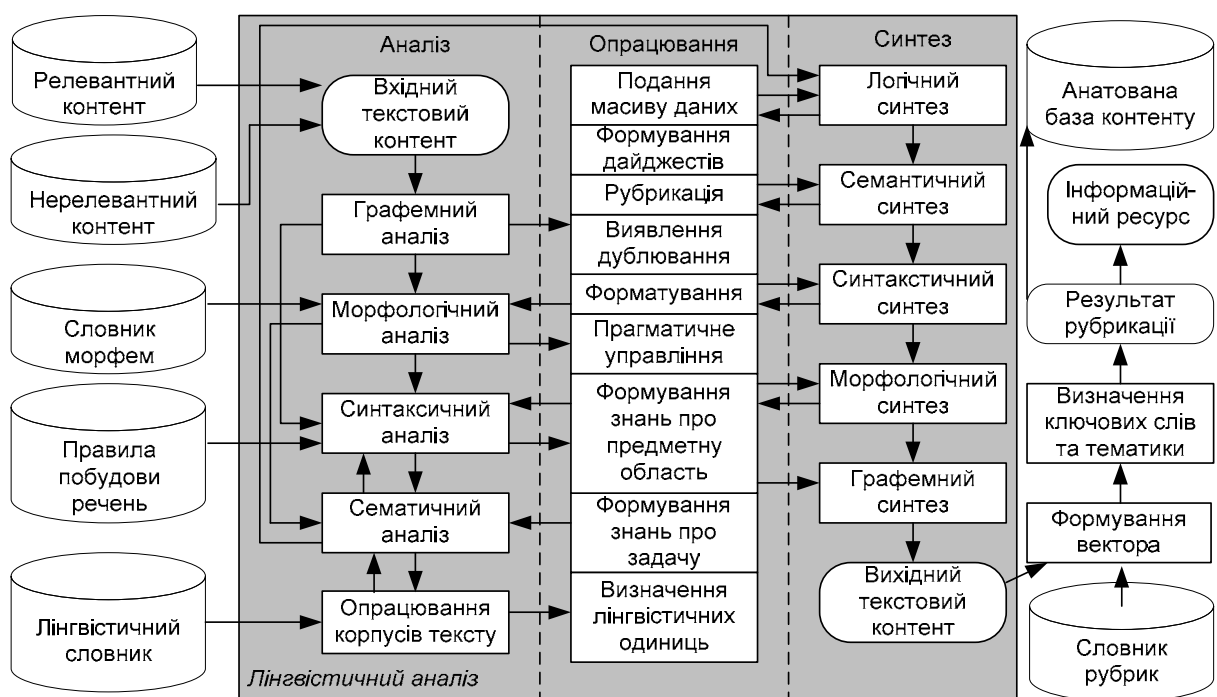 Релевантний
контент
Нерелевантний
контент
Словник
морфем
Правила
побудови
речень
Лінгвістичний
словник
Аналіз
Вхідний
текстовий
контент
Графемний
аналіз
Морфологічний
аналіз
Синтаксичний
аналіз
Сематичний
аналіз
Опрацювання
корпусів тексту
Лінгвістичний аналіз
Опрацювання
Подання
масиву даних
Формування
дайджестів
Рубрикація
Виявлення
дублювання
Форматування
Прагматичне
управління
Формування
знань про
предметну
область
Формування
знань про
задачу
Визначення
лінгвістичних
одиниць
Синтез
Логічний
синтез
Семантичний
синтез
Синтакстичний
синтез
Морфологічний
синтез
Графемний
синтез
Вихідний
текстовий
контент
Анатована
база контенту
Інформацій-
ний ресурс
Результат
рубрикації
Визначення
ключових слів
та тематики
Формування
вектора
Словник
рубрик